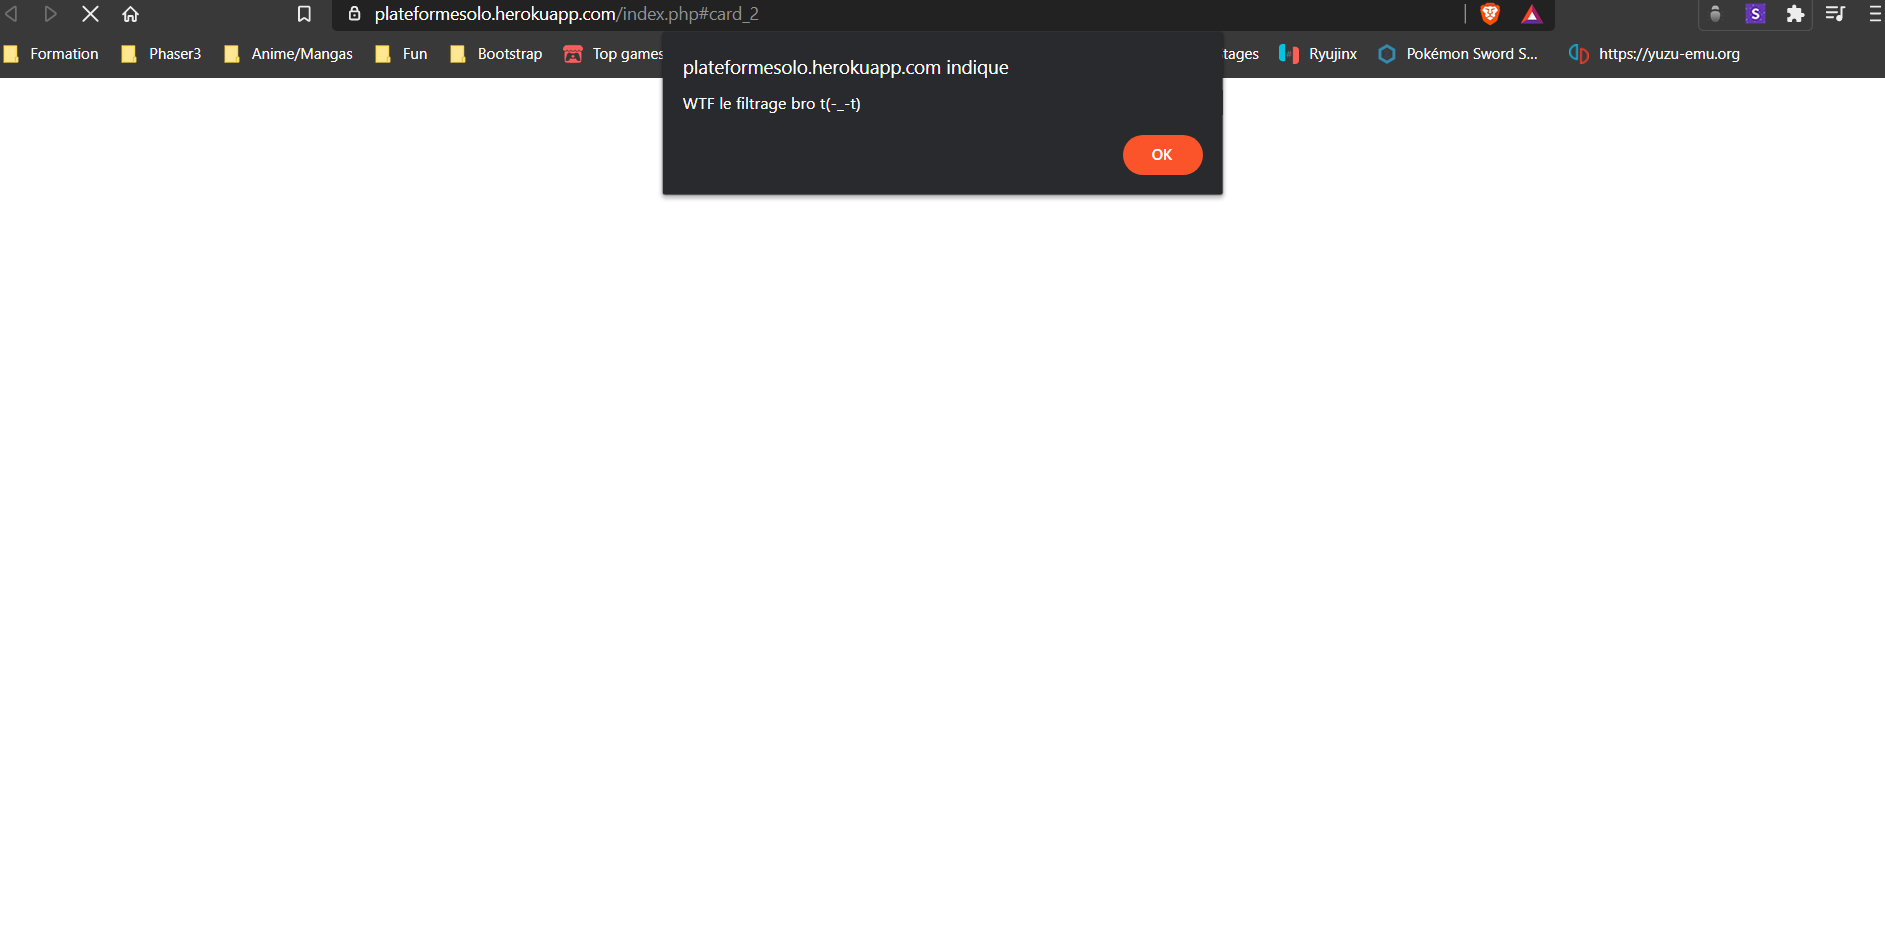 plateformesolo.herokuapp.com/index.php#card_2
S
Formation Phaser3 Anime/Mangas Fun Bootstrap Top games tages Ryujinx Pokémon Sword S... https://yuzu-emu.org
plateformesolo.herokuapp.com indique
WTF le filtrage bro t(-_-t)
OK